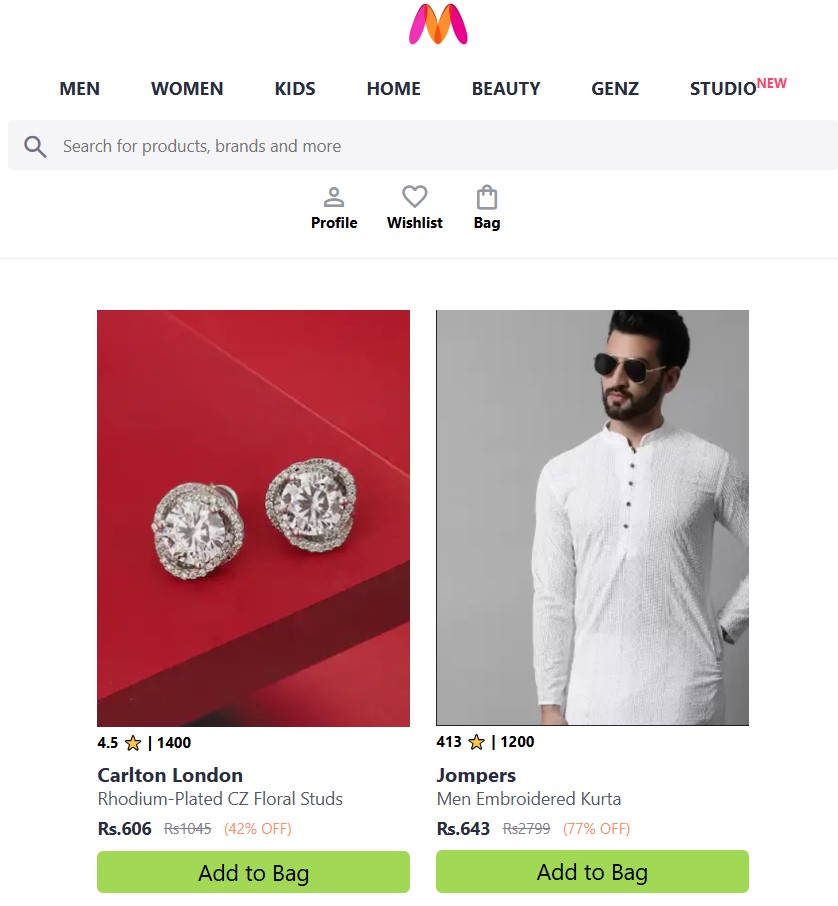 MEN WOMEN KIDS HOME BEAUTY GENZ STUDIO NEW
Search for products, brands and more
Profile Wishlist Bag
4.5 ⭐ | 1400
Carlton London
Rhodium-Plated CZ Floral Studs
Rs.606 Rs1045 (42% OFF)
Add to Bag
413 ⭐ | 1200
Jompers
Men Embroidered Kurta
Rs.643 Rs2799 (77% OFF)
Add to Bag